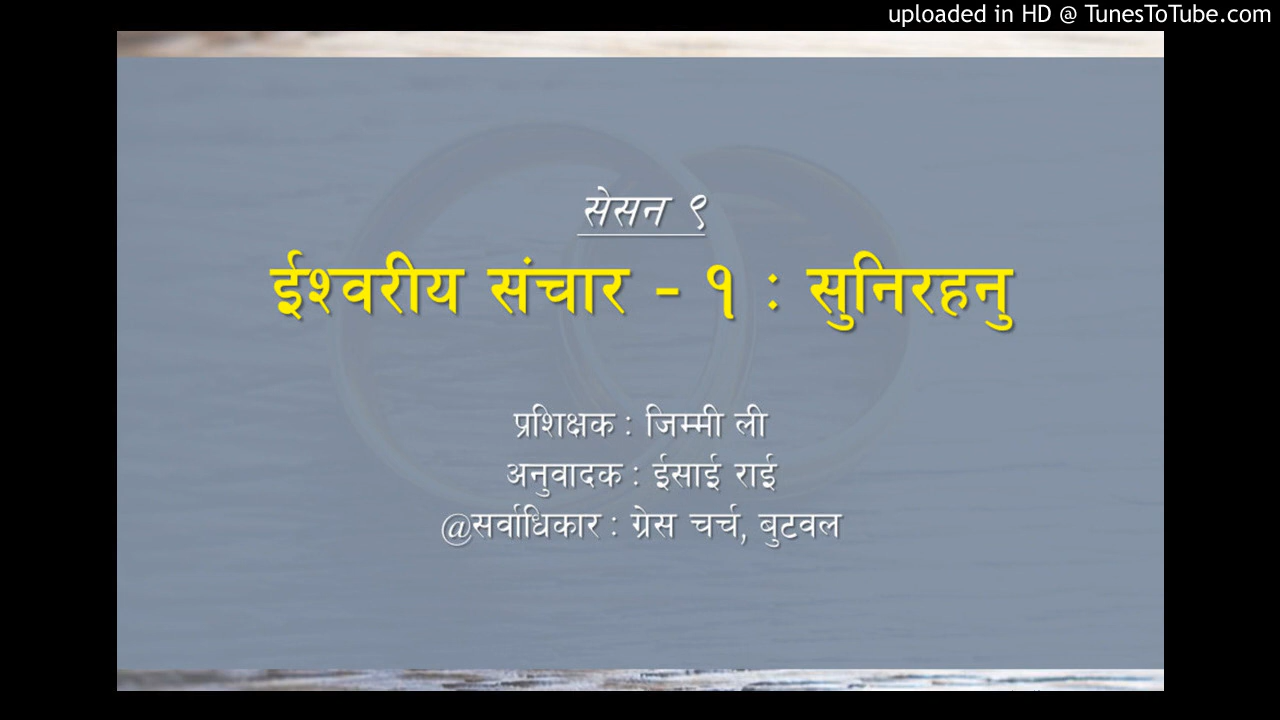 uploaded in HD @ TunesToTube.com
सेसन ९
ईश्वरीय संचार - १ : सुनिरहनु
प्रशिक्षक : जिम्मी ली
अनुवादक : ईसाई राई
@सर्वाधिकार : ग्रेस चर्च, बुटवल